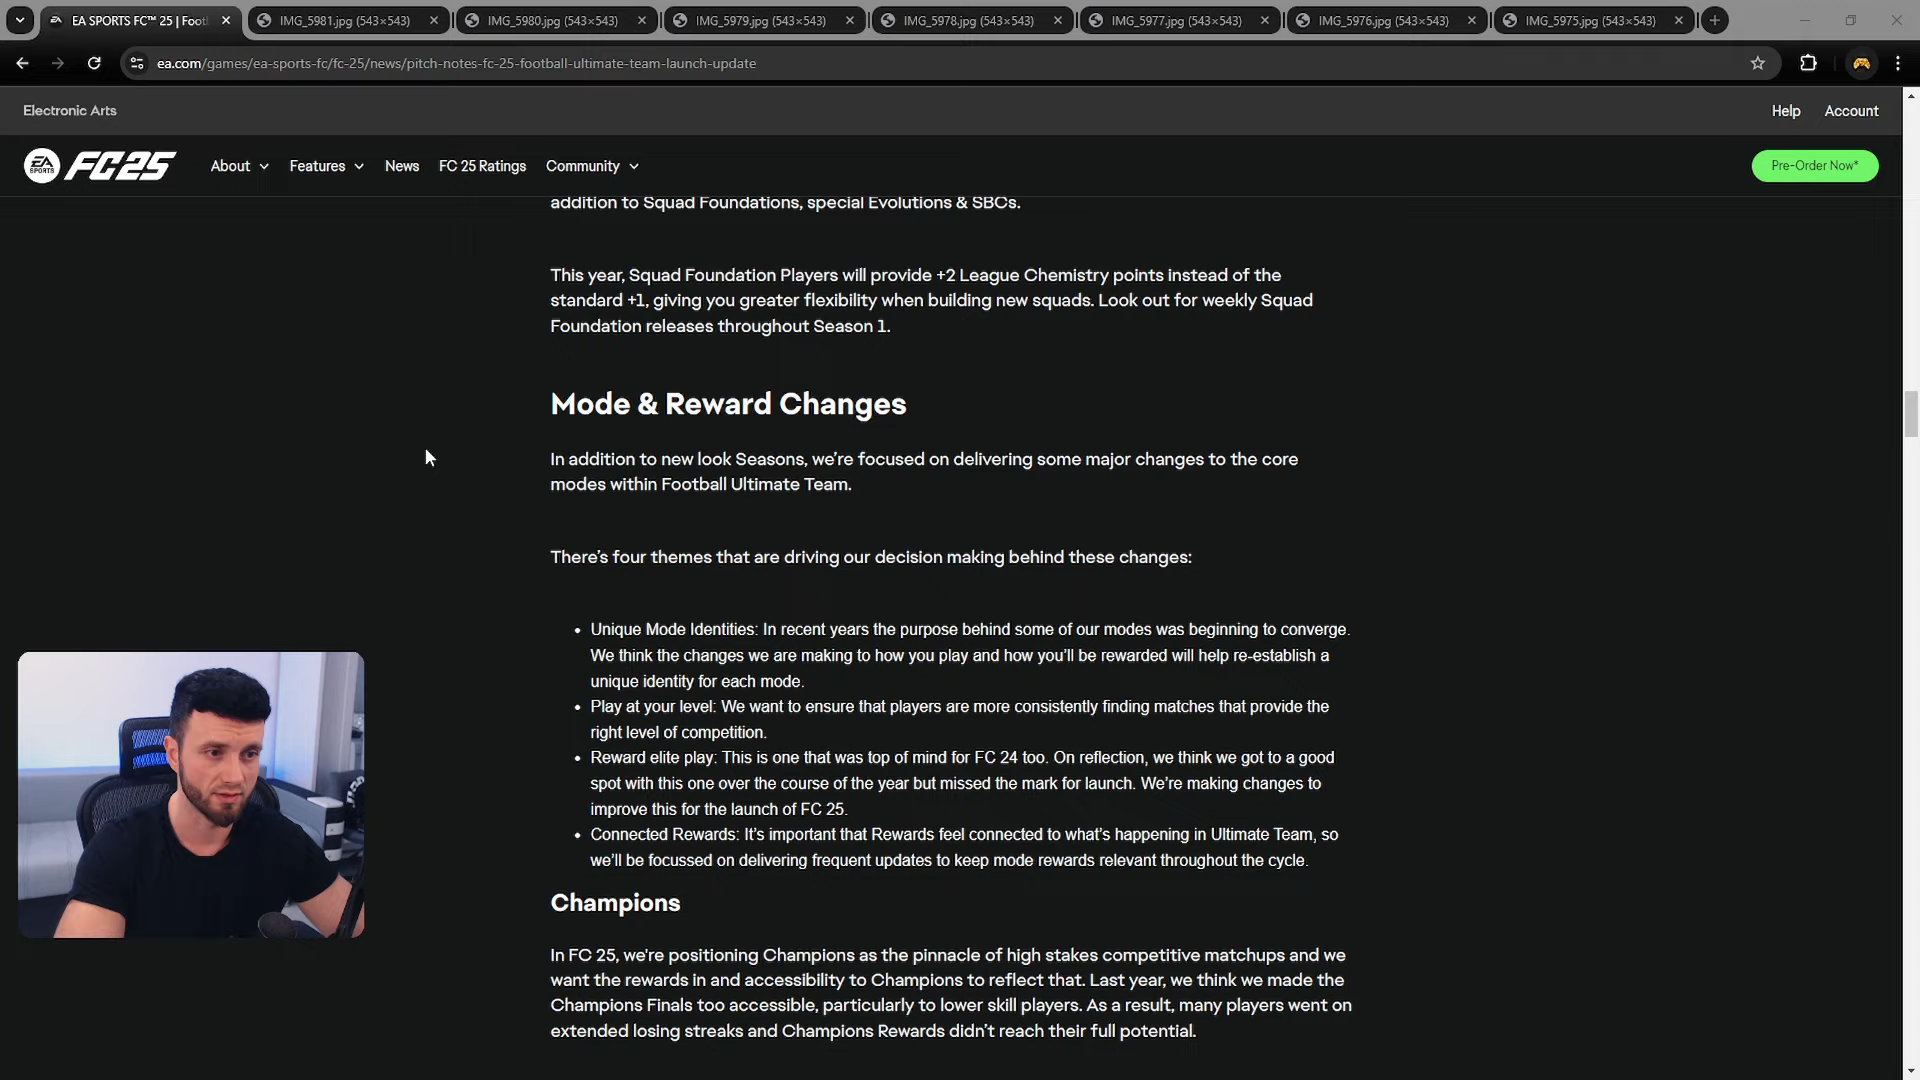 EA SPORTS FC™ 25 | Foot
IMG_5981.jpg (543×543)
IMG_5980.jpg (543×543)
IMG_5979.jpg (543×543)
IMG_5978.jpg (543×543)
IMG_5977.jpg (543×543)
IMG_5976.jpg (543×543)
IMG_5975.jpg (543×543)
ea.com/games/ea-sports-fc/fc-25/news/pitch-notes-fc-25-football-ultimate-team-launch-update
Electronic Arts
Help
Account
EA SPORTS FC25
About
Features
News
FC 25 Ratings
Community
Pre-Order Now*
addition to Squad Foundations, special Evolutions & SBCs.
This year, Squad Foundation Players will provide +2 League Chemistry points instead of the
standard +1, giving you greater flexibility when building new squads. Look out for weekly Squad
Foundation releases throughout Season 1.
Mode & Reward Changes
In addition to new look Seasons, we’re focused on delivering some major changes to the core
modes within Football Ultimate Team.
There’s four themes that are driving our decision making behind these changes:
• Unique Mode Identities: In recent years the purpose behind some of our modes was beginning to converge.
We think the changes we are making to how you play and how you’ll be rewarded will help re-establish a
unique identity for each mode.
• Play at your level: We want to ensure that players are more consistently finding matches that provide the
right level of competition.
• Reward elite play: This is one that was top of mind for FC 24 too. On reflection, we think we got to a good
spot with this one over the course of the year but missed the mark for launch. We’re making changes to
improve this for the launch of FC 25.
• Connected Rewards: It’s important that Rewards feel connected to what’s happening in Ultimate Team, so
we’ll be focussed on delivering frequent updates to keep mode rewards relevant throughout the cycle.
Champions
In FC 25, we're positioning Champions as the pinnacle of high stakes competitive matchups and we
want the rewards in and accessibility to Champions to reflect that. Last year, we think we made the
Champions Finals too accessible, particularly to lower skill players. As a result, many players went on
extended losing streaks and Champions Rewards didn’t reach their full potential.